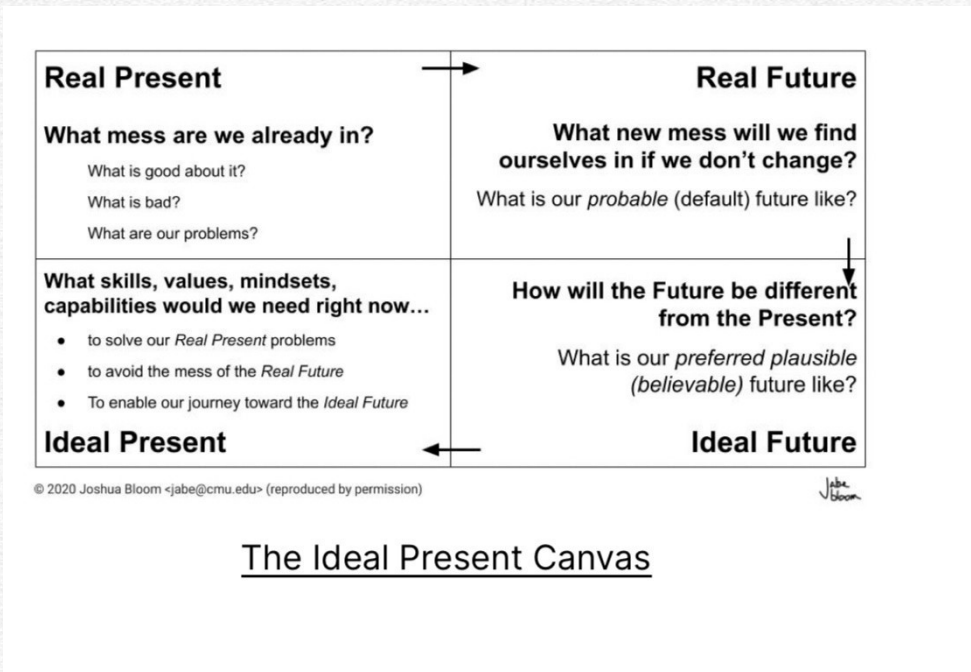 Real Present
Real Future
What mess are we already in?
What is good about it?
What is bad?
What are our problems?
What new mess will we find
ourselves in if we don’t change?
What is our probable (default) future like?
How will the Future be different
from the Present?
What is our preferred plausible
(believable) future like?
Ideal Future
What skills, values, mindsets,
capabilities would we need right now…
• to solve our Real Present problems
• to avoid the mess of the Real Future
• To enable our journey toward the Ideal Future
Ideal Present
© 2020 Joshua Bloom <jabe@cmu.edu> (reproduced by permission)
Jabe
bloom
The Ideal Present Canvas